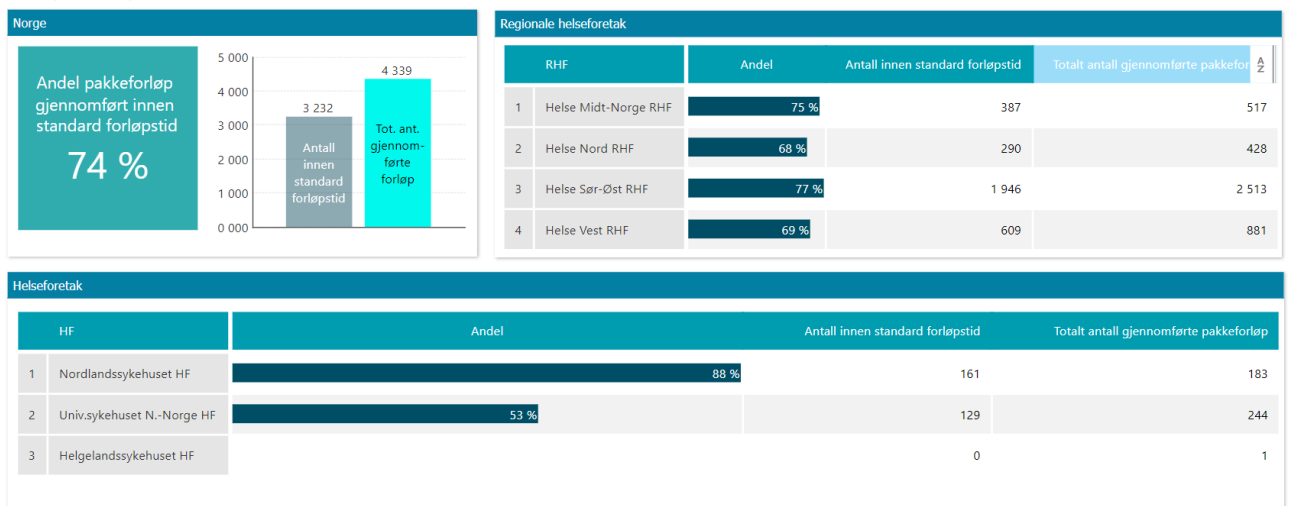 Norge
Andel pakkeforløp
gjennomført innen
standard forløpstid
74 %
5 000
4 000
3 000
2 000
1 000
0 000
3 232
4 339
Antall
innen
standard
forløpstid
Tot. ant.
gjennom-
førte
forløp
Regionale helseforetak
RHF Andel Antall innen standard forløpstid Totalt antall gjennomførte pakkefor
1 Helse Midt-Norge RHF 75 % 387 517
2 Helse Nord RHF 68 % 290 428
3 Helse Sør-Øst RHF 77 % 1 946 2 513
4 Helse Vest RHF 69 % 609 881
Helseforetak
HF Andel Antall innen standard forløpstid Totalt antall gjennomførte pakkeforløp
1 Nordlandssykehuset HF 88 % 161 183
2 Univ.sykehuset N.-Norge HF 53 % 129 244
3 Helgelandssykehuset HF 0 1